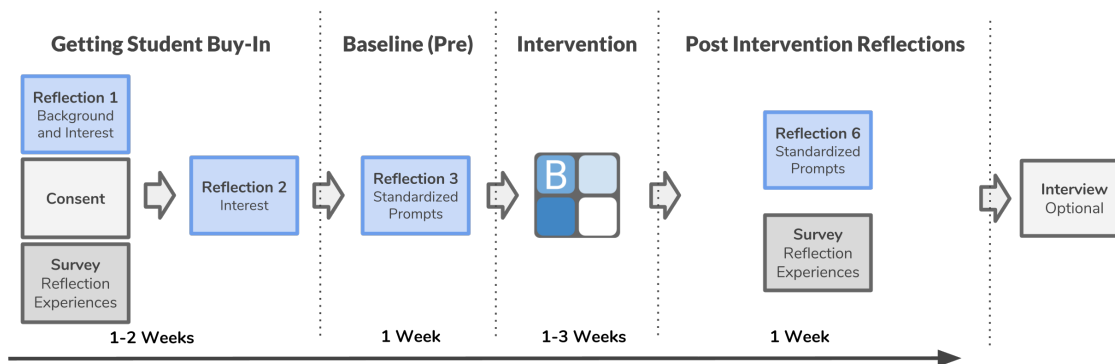 Getting Student Buy-In
Baseline (Pre)
Intervention
Post Intervention Reflections
Reflection 1
Background
and Interest
Consent
Survey
Reflection
Experiences
Reflection 2
Interest
Reflection 3
Standardized
Prompts
B
Reflection 6
Standardized
Prompts
Survey
Reflection
Experiences
Interview
Optional
1-2 Weeks
1 Week
1-3 Weeks
1 Week